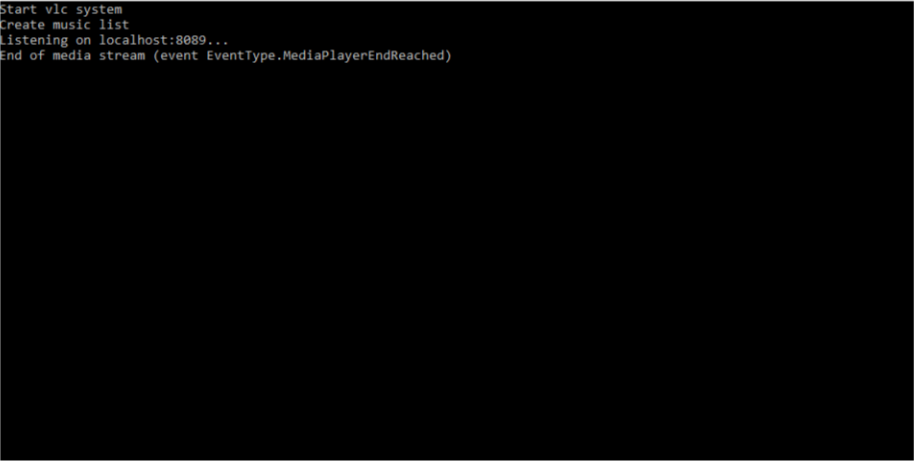 Start vlc system
Create music list
Listening on localhost:8089...
End of media stream (event EventType.MediaPlayerEndReached)